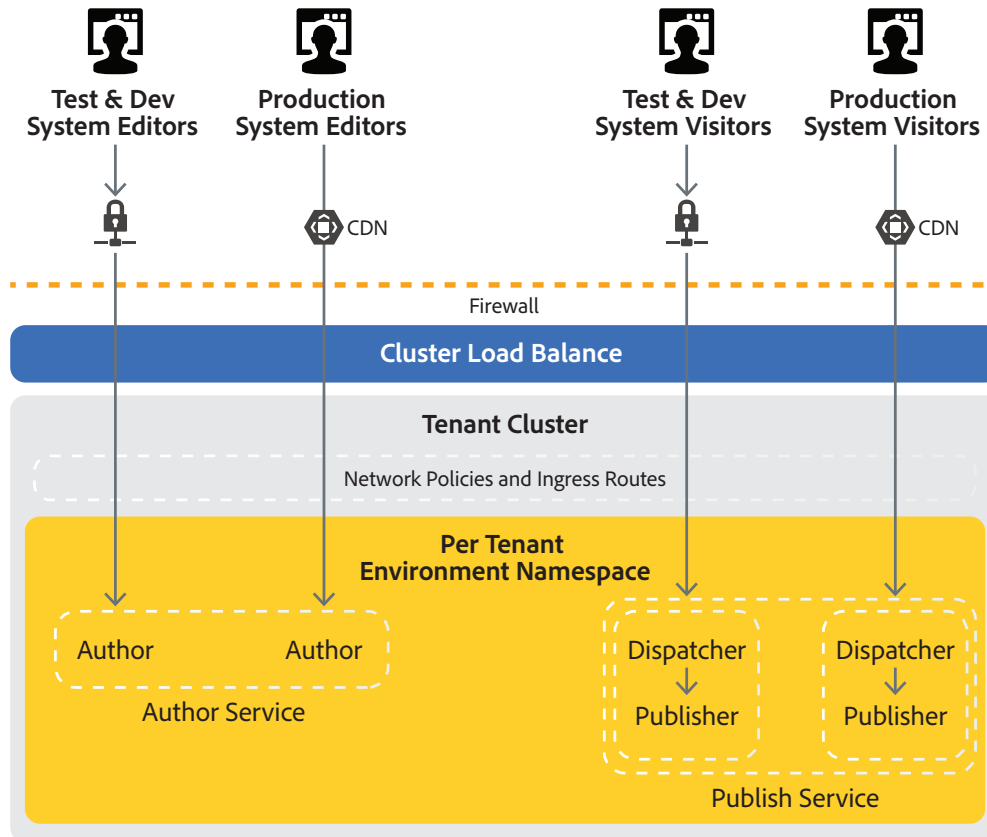 Test & Dev
System Editors
Production
System Editors
Test & Dev
System Visitors
Production
System Visitors
CDN
CDN
Firewall
Cluster Load Balance
Tenant Cluster
Network Policies and Ingress Routes
Per Tenant
Environment Namespace
Author
Author
Author Service
Dispatcher
Publisher
Dispatcher
Publisher
Publish Service